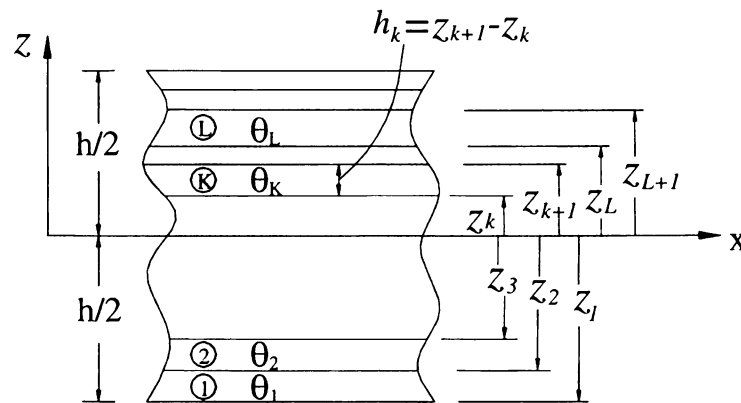 h_k = z_{k+1} - z_k
z
h/2
L θ_L
K θ_K
z_k
z_{k+1}
z_L
z_{L+1}
x
h/2
z_3
z_2
z_1
2 θ_2
1 θ_1